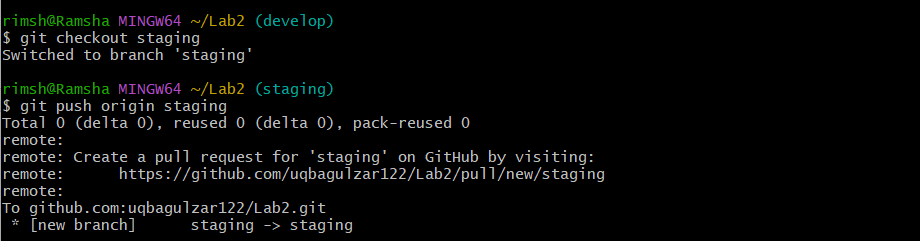 rimsh@Ramsha MINGW64 ~/Lab2 (develop)
$ git checkout staging
Switched to branch 'staging'
rimsh@Ramsha MINGW64 ~/Lab2 (staging)
$ git push origin staging
Total 0 (delta 0), reused 0 (delta 0), pack-reused 0
remote:
remote: Create a pull request for 'staging' on GitHub by visiting:
remote:      https://github.com/uqbagulzar122/Lab2/pull/new/staging
remote:
To github.com:uqbagulzar122/Lab2.git
 * [new branch]      staging -> staging